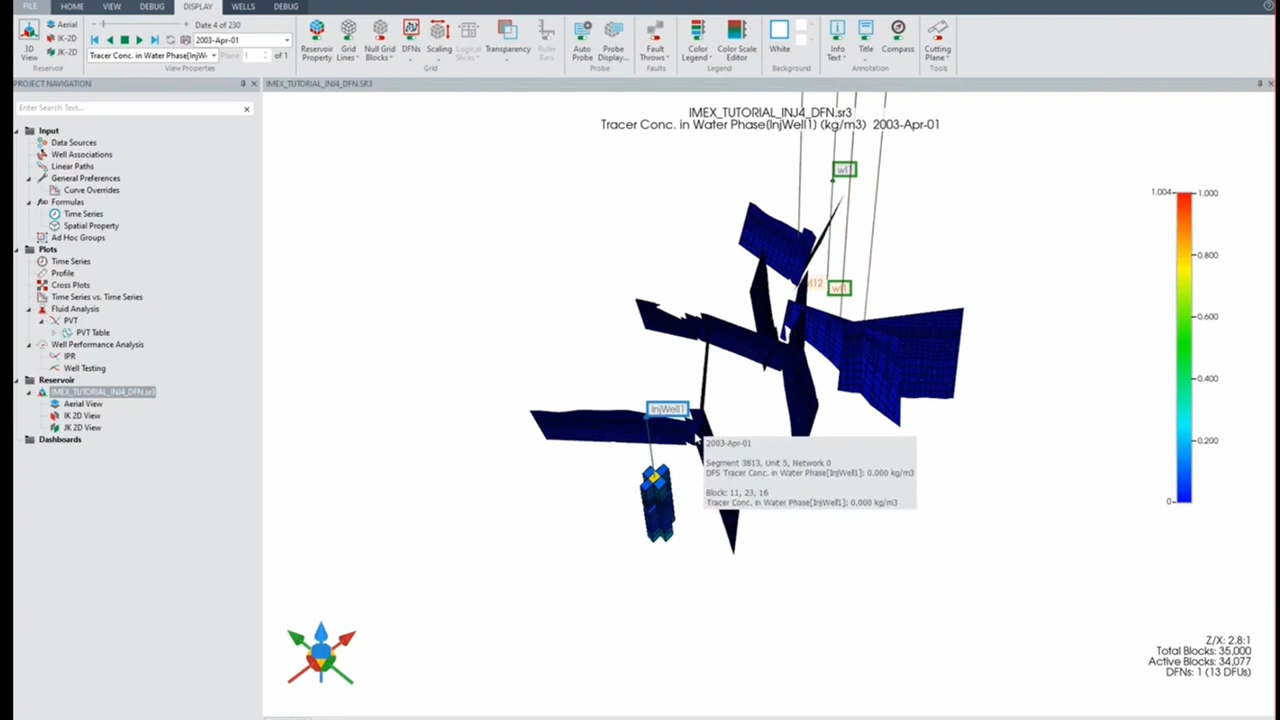 FILE HOME VIEW DEBUG DISPLAY WELLS DEBUG
Aerial
IK-2D
JK-2D
3D View
Reservoir
Date 4 of 230
2003-Apr-01
Tracer Conc. in Water Phase[InjW
Plane 1 of 1
View Properties
Reservoir Property
Grid Lines
Null Grid Blocks
DFNs
Scaling
Logical Slices
Transparency
Ruler Bars
Grid
Auto Probe
Probe Display...
Probe
Fault Throws
Faults
Color Legend
Color Scale Editor
Legend
White
Background
Info Text
Title
Compass
Annotation
Cutting Plane
Tools
PROJECT NAVIGATION
IMEX_TUTORIAL_INJ4_DFN.SR3
Enter Search Text...
Input
Data Sources
Well Associations
Linear Paths
General Preferences
Curve Overrides
Formulas
Time Series
Spatial Property
Ad Hoc Groups
Plots
Time Series
Profile
Cross Plots
Time Series vs. Time Series
Fluid Analysis
PVT
PVT Table
Well Performance Analysis
IPR
Well Testing
Reservoir
IMEX_TUTORIAL_INJ4_DFN.sr3
Aerial View
IK 2D View
JK 2D View
Dashboards
IMEX_TUTORIAL_INJ4_DFN.sr3
Tracer Conc. in Water Phase[InjWell1] (kg/m3) 2003-Apr-01
InjWell1
2003-Apr-01
Segment 3813, Unit 5, Network 0
DFS Tracer Conc. in Water Phase[InjWell1]: 0.000 kg/m3
Block: 11, 23, 16
Tracer Conc. in Water Phase[InjWell1]: 0.000 kg/m3
1.004 1.000
0.800
0.600
0.400
0.200
0
Z/X: 2.8:1
Total Blocks: 35,000
Active Blocks: 34,077
DFNs: 1 (13 DFUs)